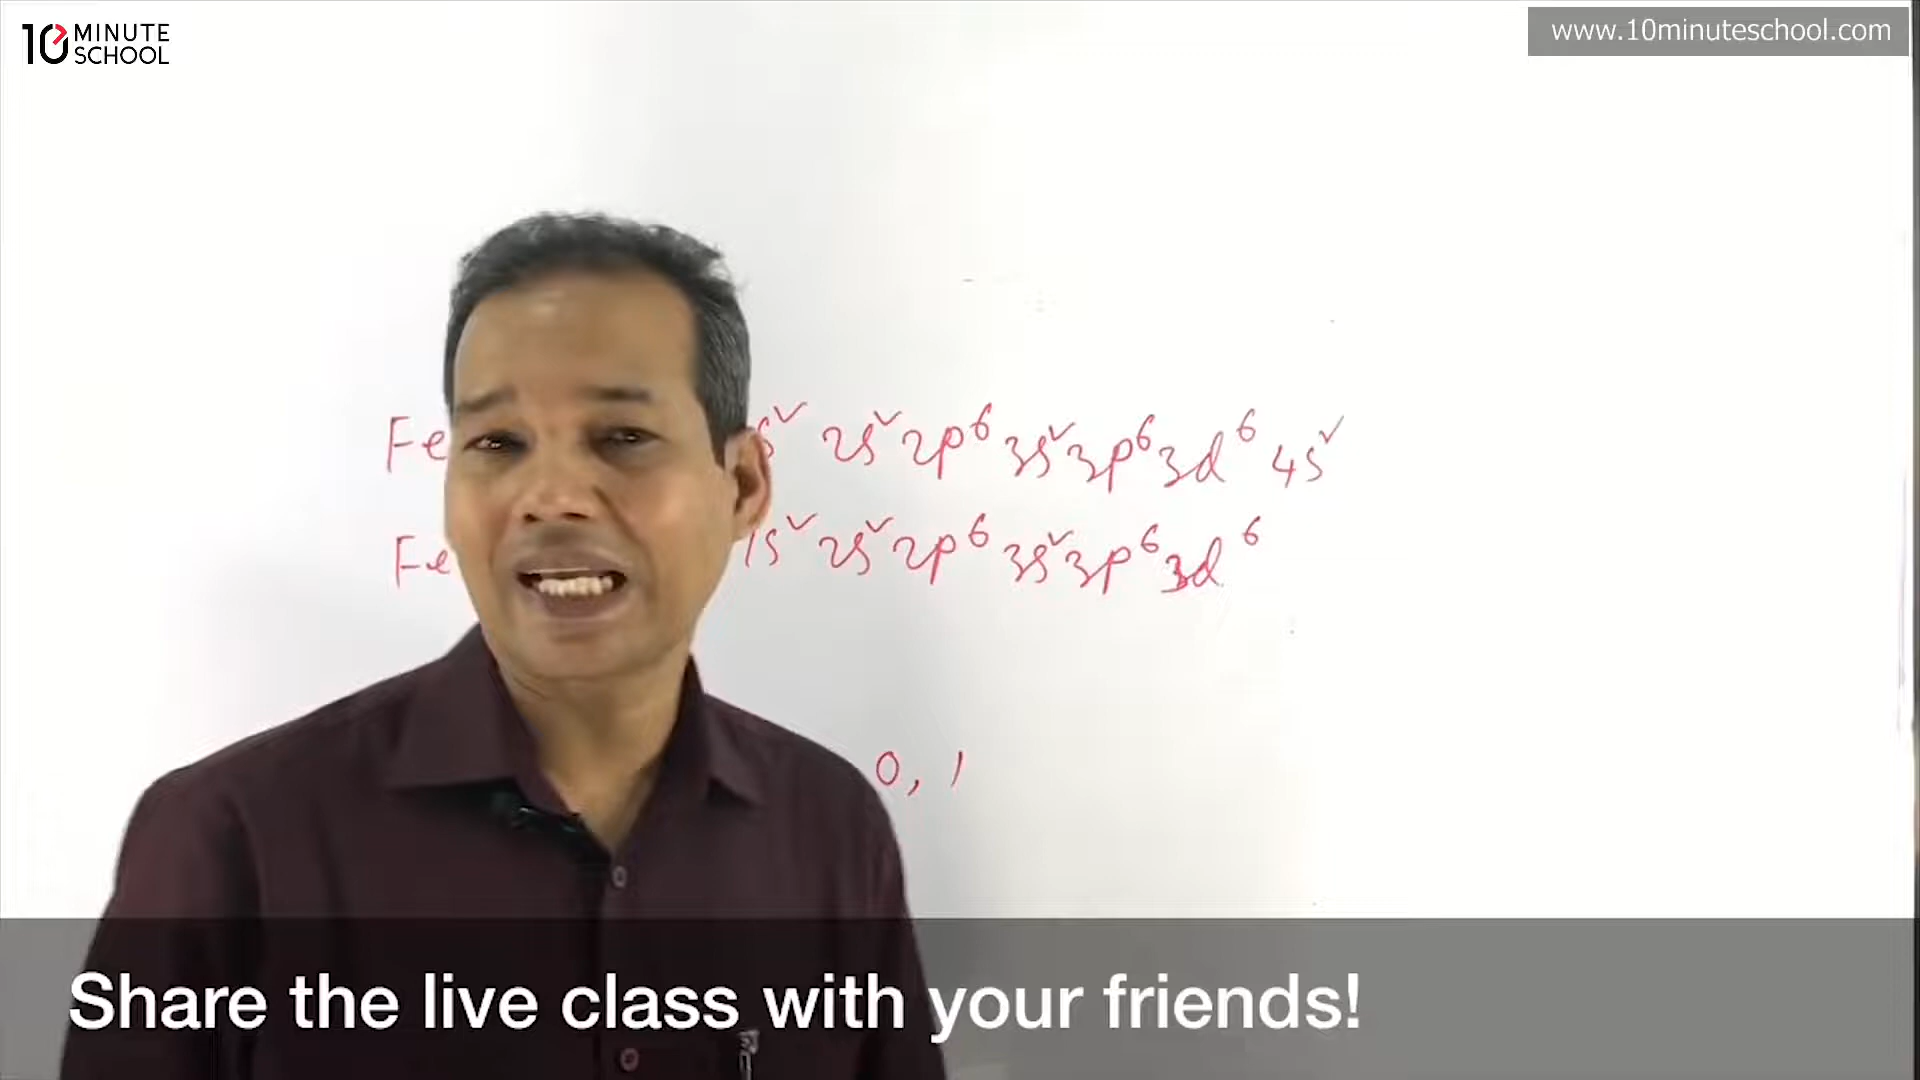 10 MINUTE SCHOOL
www.10minuteschool.com
Fe s² 2s² 2p⁶ 3s² 3p⁶ 3d⁶ 4s²
Fe 1s² 2s² 2p⁶ 3s² 3p⁶ 3d⁶
0, 1
Share the live class with your friends!